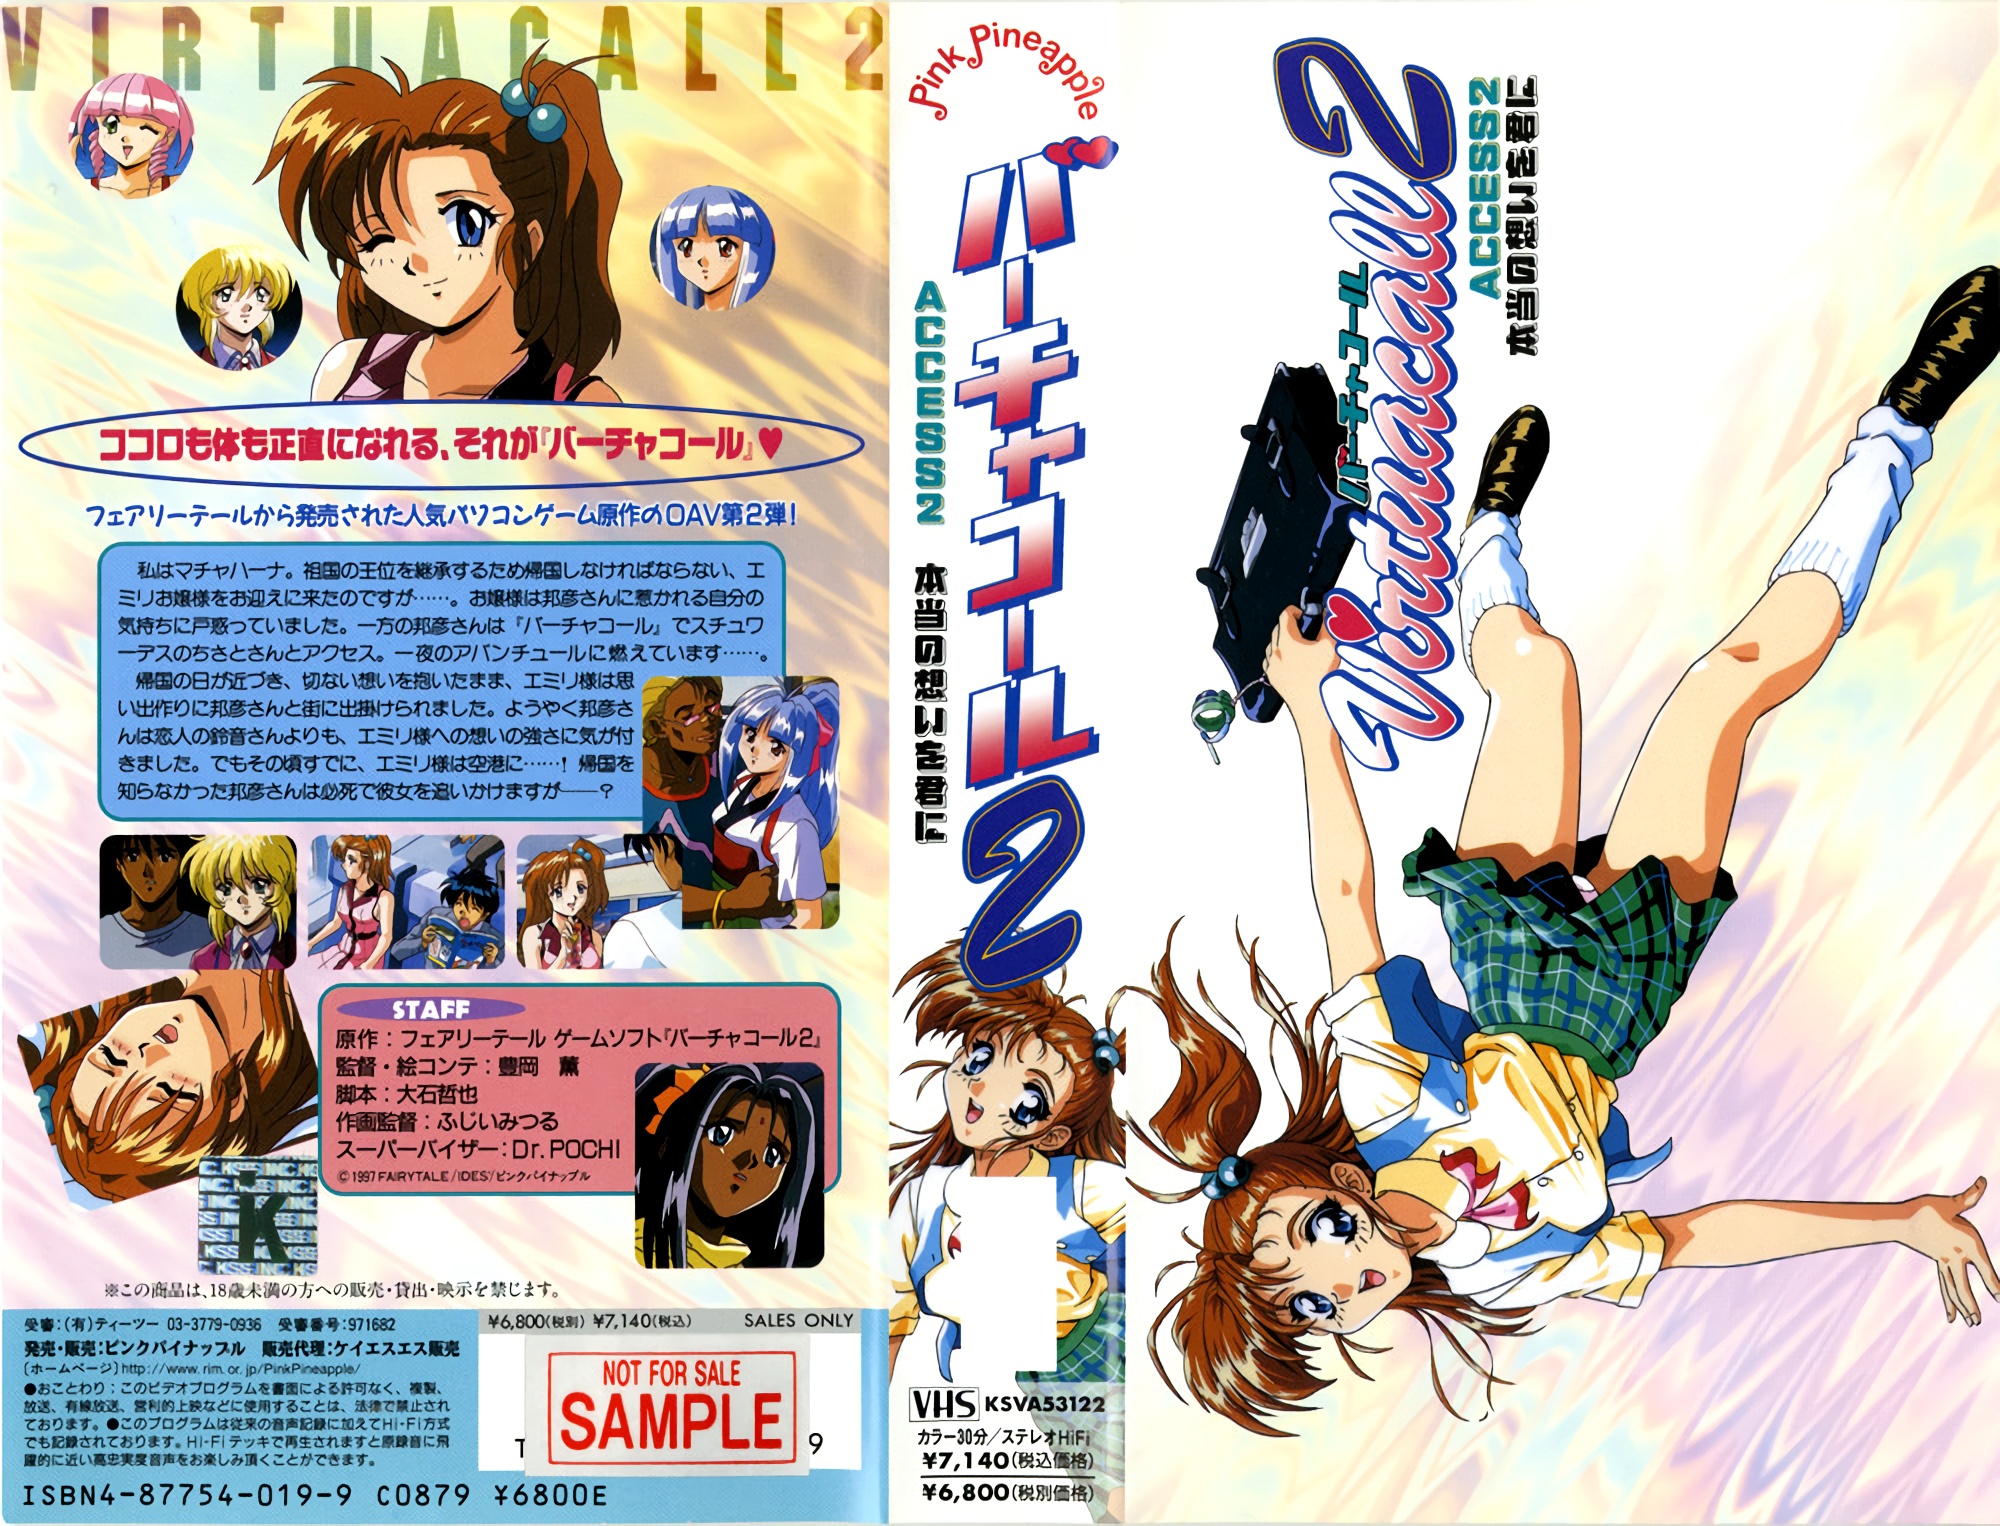 VIRTUACALL2
ココロも体も正直になれる、それが『バーチャコール』♥
フェアリーテールから発売された人気パソコンゲーム原作のOAV第2弾!
私はマチャハーナ。祖国の王位を継承するため帰国しなければならない、エ
ミリお嬢様をお迎えに来たのですが……。お嬢様は邦彦さんに惹かれる自分の
気持ちに戸惑っていました。一方の邦彦さんは『バーチャコール』でスチュワ
ーデスのちさとさんとアクセス。一夜のアバンチュールに燃えています……。
帰国の日が近づき、切ない想いを抱いたまま、エミリ様は思
い出作りに邦彦さんと街に出掛けられました。ようやく邦彦さ
んは恋人の鈴音さんよりも、エミリ様への想いの強さに気が付
きました。でもその頃すでに、エミリ様は空港に……!帰国を
知らなかった邦彦さんは必死で彼女を追いかけますが――?
STAFF
原作:フェアリーテール ゲームソフト『バーチャコール2』
監督・絵コンテ:豊岡 薫
脚本:大石哲也
作画監督:ふじいみつる
スーパーバイザー:Dr.POCHI
©1997 FAIRYTALE/IDES/ピンクパイナップル
KSS INC.
K
※この商品は、18歳未満の方への販売・貸出・映示を禁じます。
受審:(有)ティーツー 03-3779-0936 受審番号:971682
発売・販売:ピンクパイナップル 販売代理:ケイエスエス販売
〔ホームページ〕http://www.rim.or.jp/PinkPineapple/
●おことわり:このビデオプログラムを書面による許可なく、複製、
放送、有線放送、営利的上映などに使用することは、法律で禁止され
ております。●このプログラムは従来の音声記録に加えてHi-Fi方式
でも記録されております。Hi-Fiデッキで再生されますと原録音に飛
躍的に近い高忠実度音声をお楽しみ頂くことができます。
ISBN4-87754-019-9 C0879 ¥6800E
¥6,800(税別) ¥7,140(税込) SALES ONLY
NOT FOR SALE
SAMPLE
T
9
Pink Pineapple
バーチャコール2
ACCESS2 本当の想いを君に
VHS KSVA53122
カラー30分/ステレオHiFi
¥7,140(税込価格)
¥6,800(税別価格)
Virtuacall2
バーチャコール
ACCESS2
本当の想いを君に